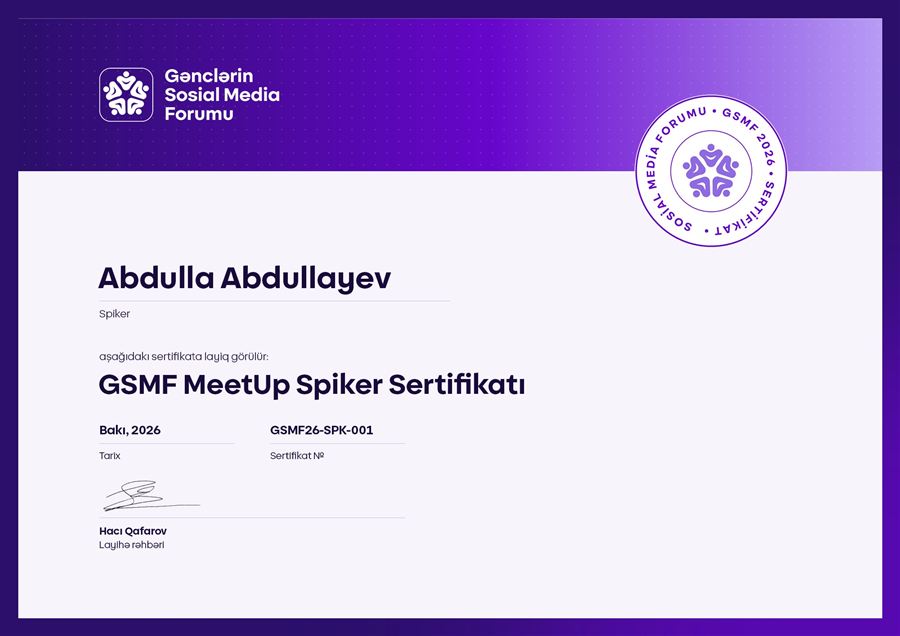 Gənclərin
Sosial Media
Forumu
SOSİAL MEDİA FORUMU • GSMF 2026 • SERTİFİKAT •
Abdulla Abdullayev
Spiker
aşağıdakı sertifikata layiq görülür:
GSMF MeetUp Spiker Sertifikatı
Bakı, 2026
GSMF26-SPK-001
Tarix
Sertifikat №
Hacı Qafarov
Layihə rəhbəri